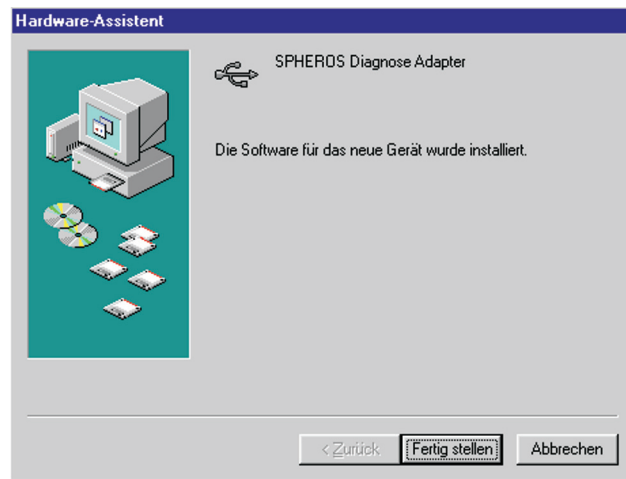 Hardware-Assistent
SPHEROS Diagnose Adapter
Die Software für das neue Gerät wurde installiert.
< Zurück
Fertig stellen
Abbrechen